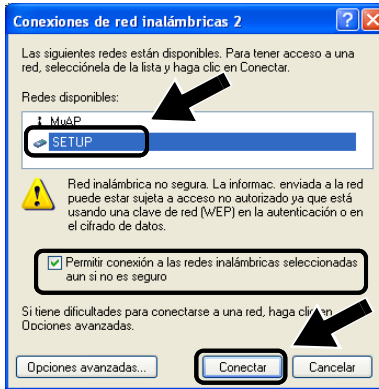 Conexiones de red inalámbricas 2
Las siguientes redes están disponibles. Para tener acceso a una
red, selecciónela de la lista y haga clic en Conectar.
Redes disponibles:
MyAP
SETUP
Red inalámbrica no segura. La informac. enviada a la red
puede estar sujeta a acceso no autorizado ya que está
usando una clave de red (WEP) en la autenticación o en
el cifrado de datos.
Permitir conexión a las redes inalámbricas seleccionadas
aun si no es seguro
Si tiene dificultades para conectarse a una red, haga clic en
Opciones avanzadas.
Opciones avanzadas...
Conectar
Cancelar